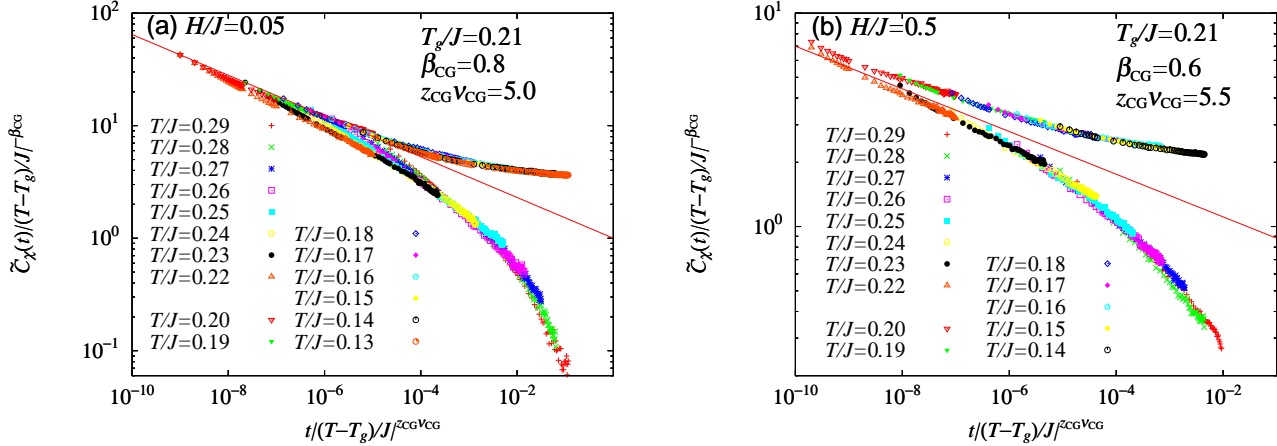 (a) H/J=0.05
T_g/J=0.21
β_CG=0.8
z_CGν_CG=5.0
10^2
10^1
10^0
10^−1
C̃_χ(t)/|(T−T_g)/J|^−β_CG
T/J=0.29
T/J=0.28
T/J=0.27
T/J=0.26
T/J=0.25
T/J=0.24 T/J=0.18
T/J=0.23 T/J=0.17
T/J=0.22 T/J=0.16
T/J=0.15
T/J=0.20 T/J=0.14
T/J=0.19 T/J=0.13
10^−10 10^−8 10^−6 10^−4 10^−2
t/|(T−T_g)/J|^z_CGν_CG
(b) H/J=0.5
T_g/J=0.21
β_CG=0.6
z_CGν_CG=5.5
10^1
10^0
C̃_χ(t)/|(T−T_g)/J|^−β_CG
T/J=0.29
T/J=0.28
T/J=0.27
T/J=0.26
T/J=0.25
T/J=0.24
T/J=0.23 T/J=0.18
T/J=0.22 T/J=0.17
T/J=0.16
T/J=0.20 T/J=0.15
T/J=0.19 T/J=0.14
10^−10 10^−8 10^−6 10^−4 10^−2
t/|(T−T_g)/J|^z_CGν_CG